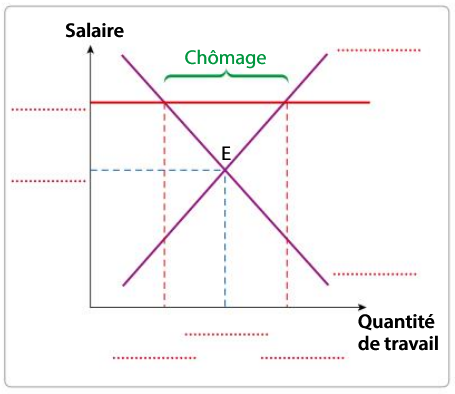 Salaire
Chômage
E
Quantité
de travail